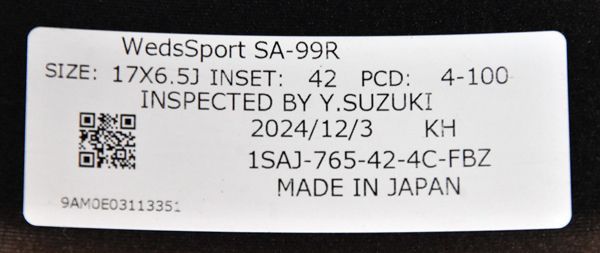 WedsSport SA-99R
SIZE: 17X6.5J INSET: 42 PCD: 4-100
INSPECTED BY Y.SUZUKI
2024/12/3 KH
1SAJ-765-42-4C-FBZ
MADE IN JAPAN
9AM0E03113351